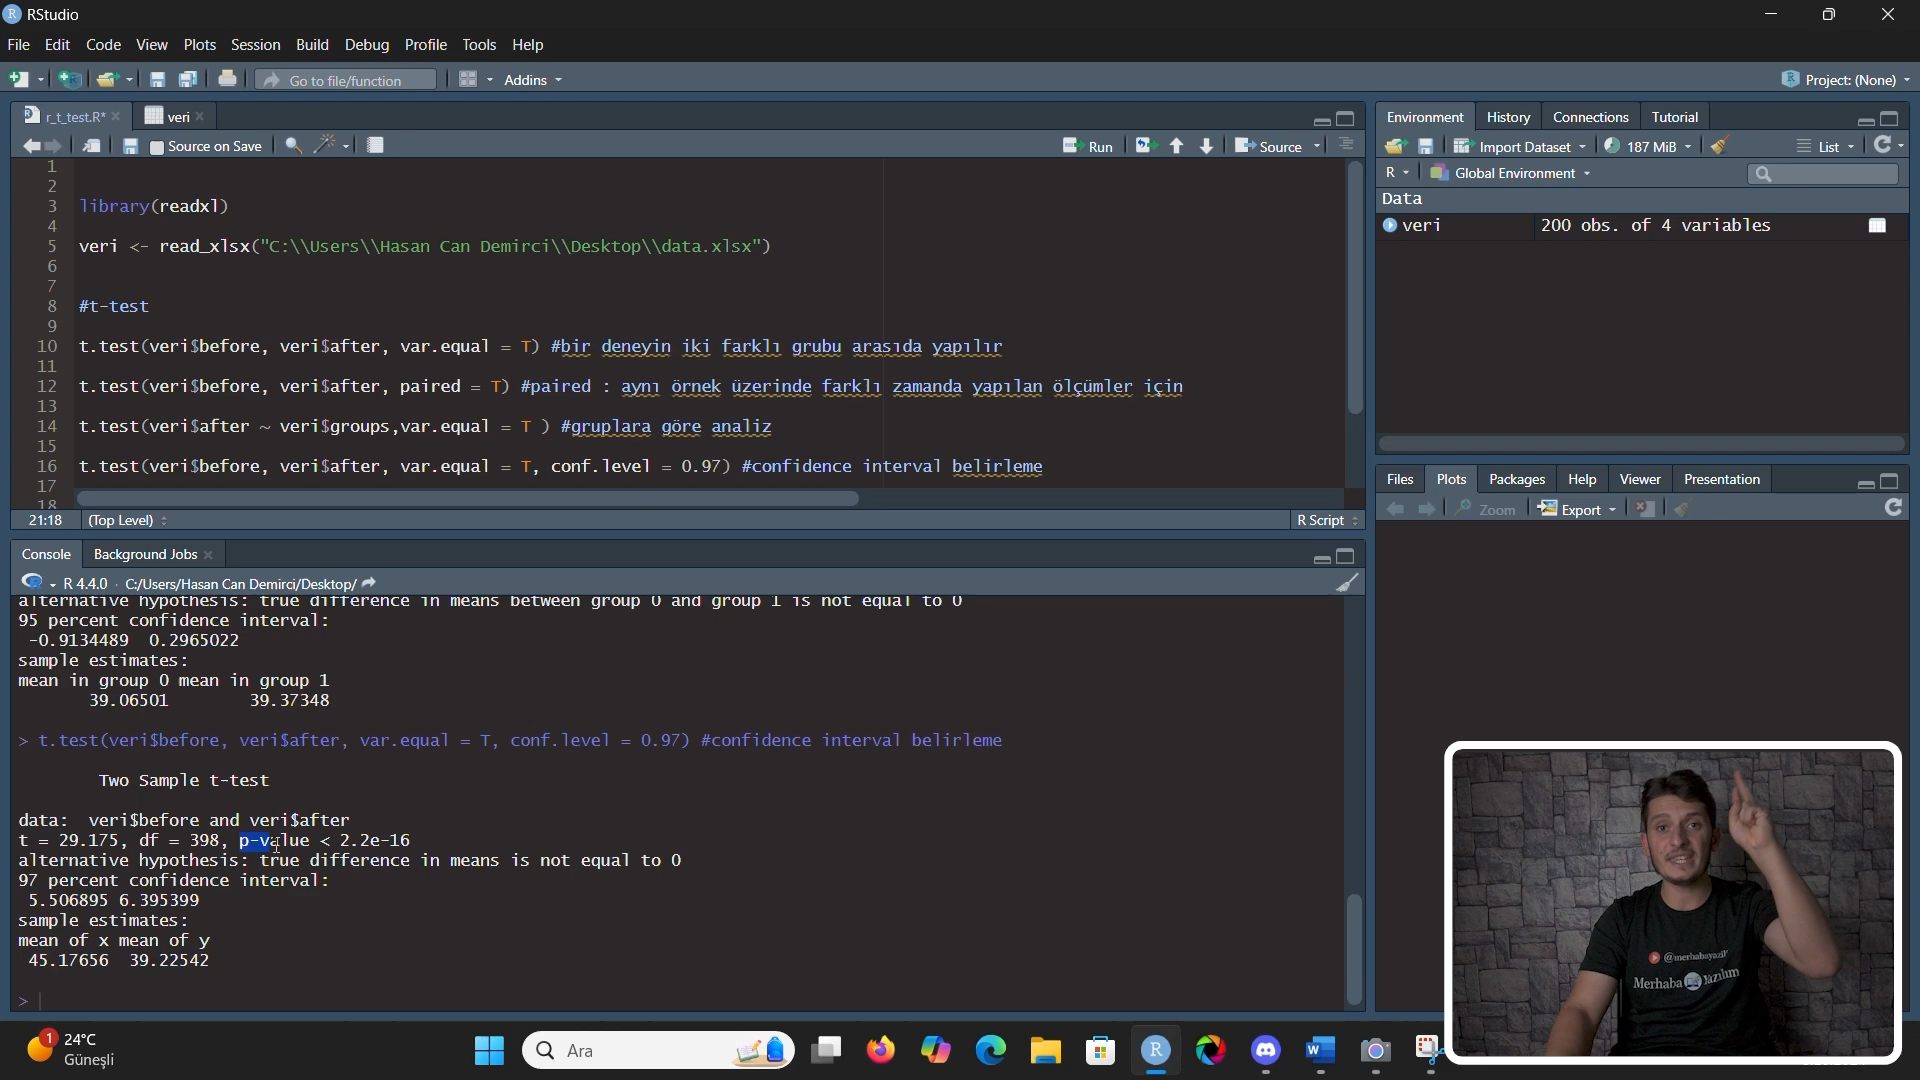 RStudio
File Edit Code View Plots Session Build Debug Profile Tools Help
Go to file/function Addins Project: (None)
r_t_test.R* veri
Source on Save Run Source
1
2
3 library(readxl)
4
5 veri <- read_xlsx("C:\\Users\\Hasan Can Demirci\\Desktop\\data.xlsx")
6
7
8 #t-test
9
10 t.test(veri$before, veri$after, var.equal = T) #bir deneyin iki farklı grubu arasıda yapılır
11
12 t.test(veri$before, veri$after, paired = T) #paired : aynı örnek üzerinde farklı zamanda yapılan ölçümler için
13
14 t.test(veri$after ~ veri$groups,var.equal = T ) #gruplara göre analiz
15
16 t.test(veri$before, veri$after, var.equal = T, conf.level = 0.97) #confidence interval belirleme
17
18
21:18 (Top Level) R Script
Console Background Jobs
R 4.4.0 · C:/Users/Hasan Can Demirci/Desktop/
alternative hypothesis: true difference in means between group 0 and group 1 is not equal to 0
95 percent confidence interval:
-0.9134489 0.2965022
sample estimates:
mean in group 0 mean in group 1
39.06501 39.37348
> t.test(veri$before, veri$after, var.equal = T, conf.level = 0.97) #confidence interval belirleme
Two Sample t-test
data: veri$before and veri$after
t = 29.175, df = 398, p-value < 2.2e-16
alternative hypothesis: true difference in means is not equal to 0
97 percent confidence interval:
5.506895 6.395399
sample estimates:
mean of x mean of y
45.17656 39.22542
>
Environment History Connections Tutorial
Import Dataset 187 MiB List
R Global Environment
Data
veri 200 obs. of 4 variables
Files Plots Packages Help Viewer Presentation
Zoom Export
@merhabayazil
Merhaba Yazılım
1
24°C
Güneşli
Ara